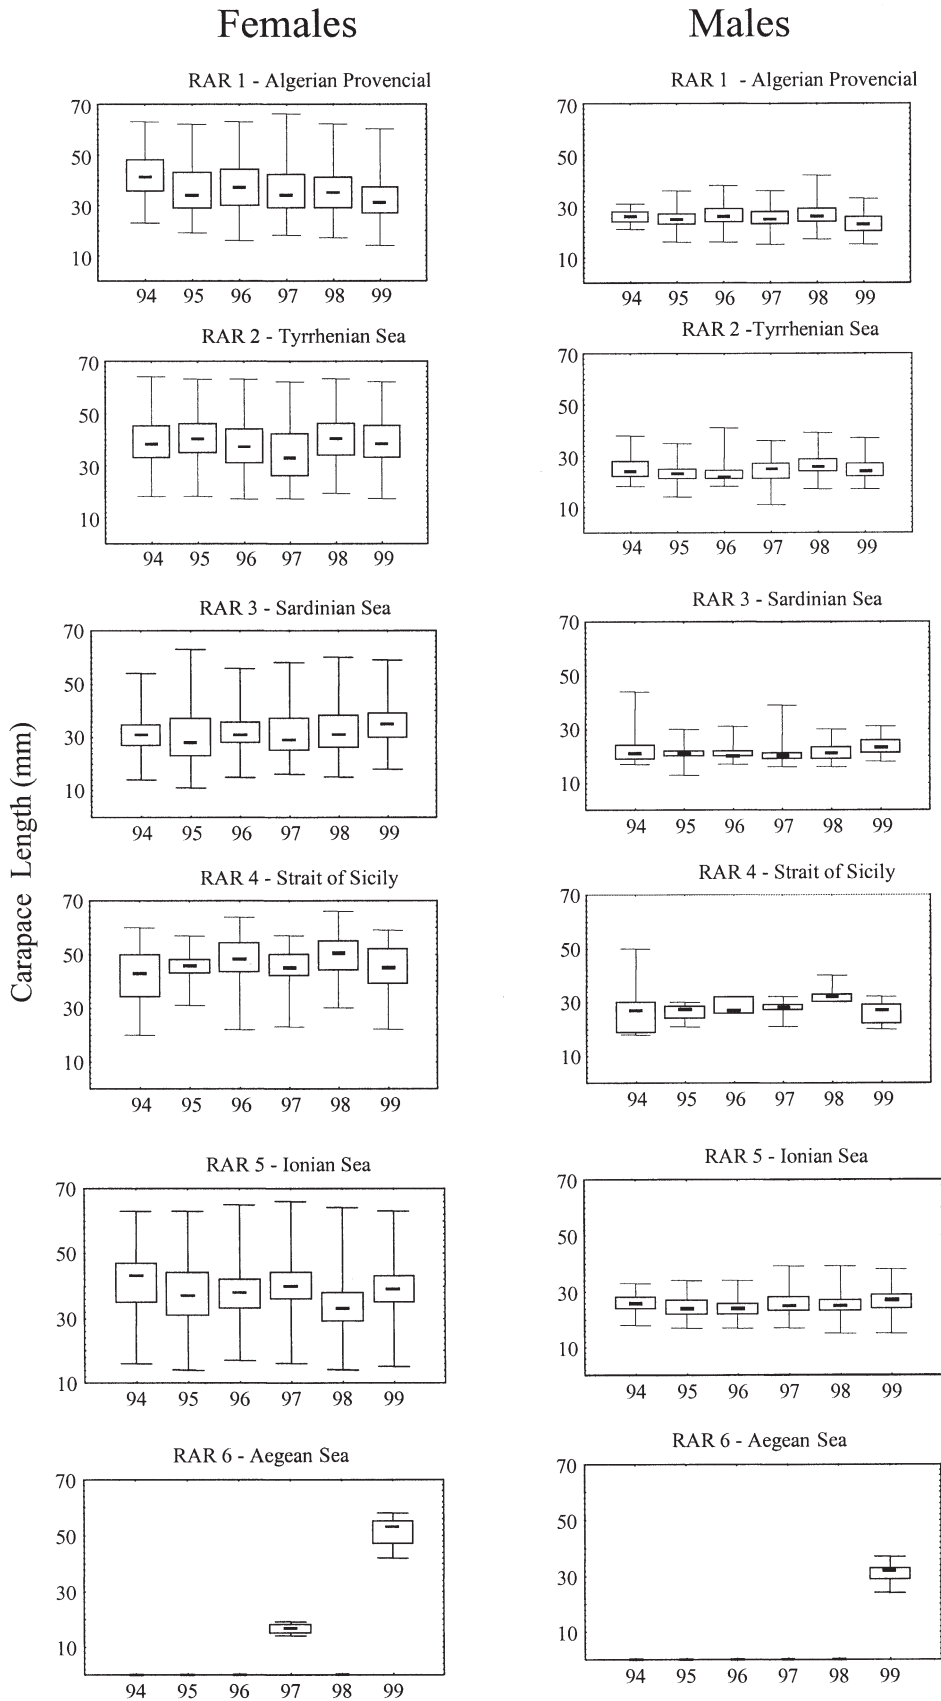 Females Males
RAR 1 - Algerian Provencial RAR 1 - Algerian Provencial
70 70
50 50
30 30
10 10
94 95 96 97 98 99 94 95 96 97 98 99
RAR 2 - Tyrrhenian Sea RAR 2 -Tyrrhenian Sea
70 70
50 50
30 30
10 10
94 95 96 97 98 99 94 95 96 97 98 99
RAR 3 - Sardinian Sea RAR 3 - Sardinian Sea
70 70
50 50
30 30
10 10
94 95 96 97 98 99 94 95 96 97 98 99
Carapace Length (mm)
RAR 4 - Strait of Sicily RAR 4 - Strait of Sicily
70 70
50 50
30 30
10 10
94 95 96 97 98 99 94 95 96 97 98 99
RAR 5 - Ionian Sea RAR 5 - Ionian Sea
70 70
50 50
30 30
10 10
94 95 96 97 98 99 94 95 96 97 98 99
RAR 6 - Aegean Sea RAR 6 - Aegean Sea
70 70
50 50
30 30
10 10
94 95 96 97 98 99 94 95 96 97 98 99